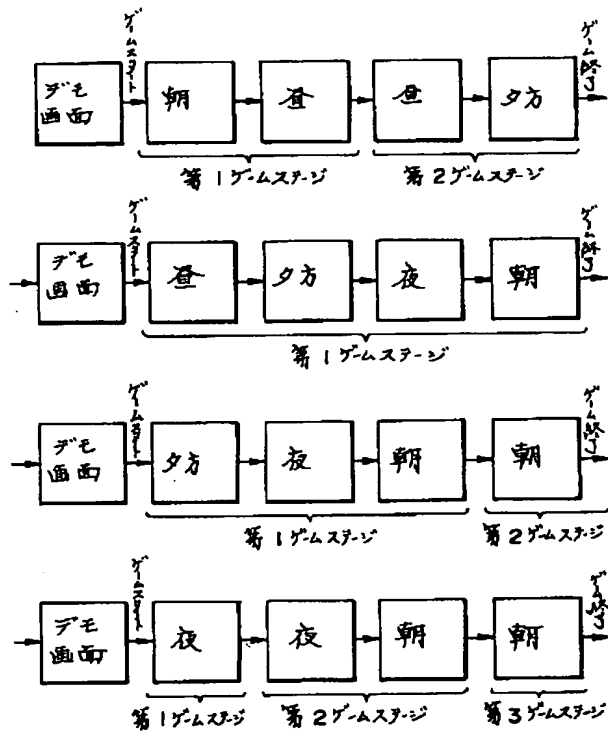 ゲームスタート
ゲーム終了
デモ
画面
朝
昼
昼
夕方
第1ゲームステージ
第2ゲームステージ
ゲームスタート
ゲーム終了
デモ
画面
昼
夕方
夜
朝
第1ゲームステージ
ゲームスタート
ゲーム終了
デモ
画面
夕方
夜
朝
朝
第1ゲームステージ
第2ゲームステージ
ゲームスタート
ゲーム終了
デモ
画面
夜
夜
朝
朝
第1ゲームステージ
第2ゲームステージ
第3ゲームステージ